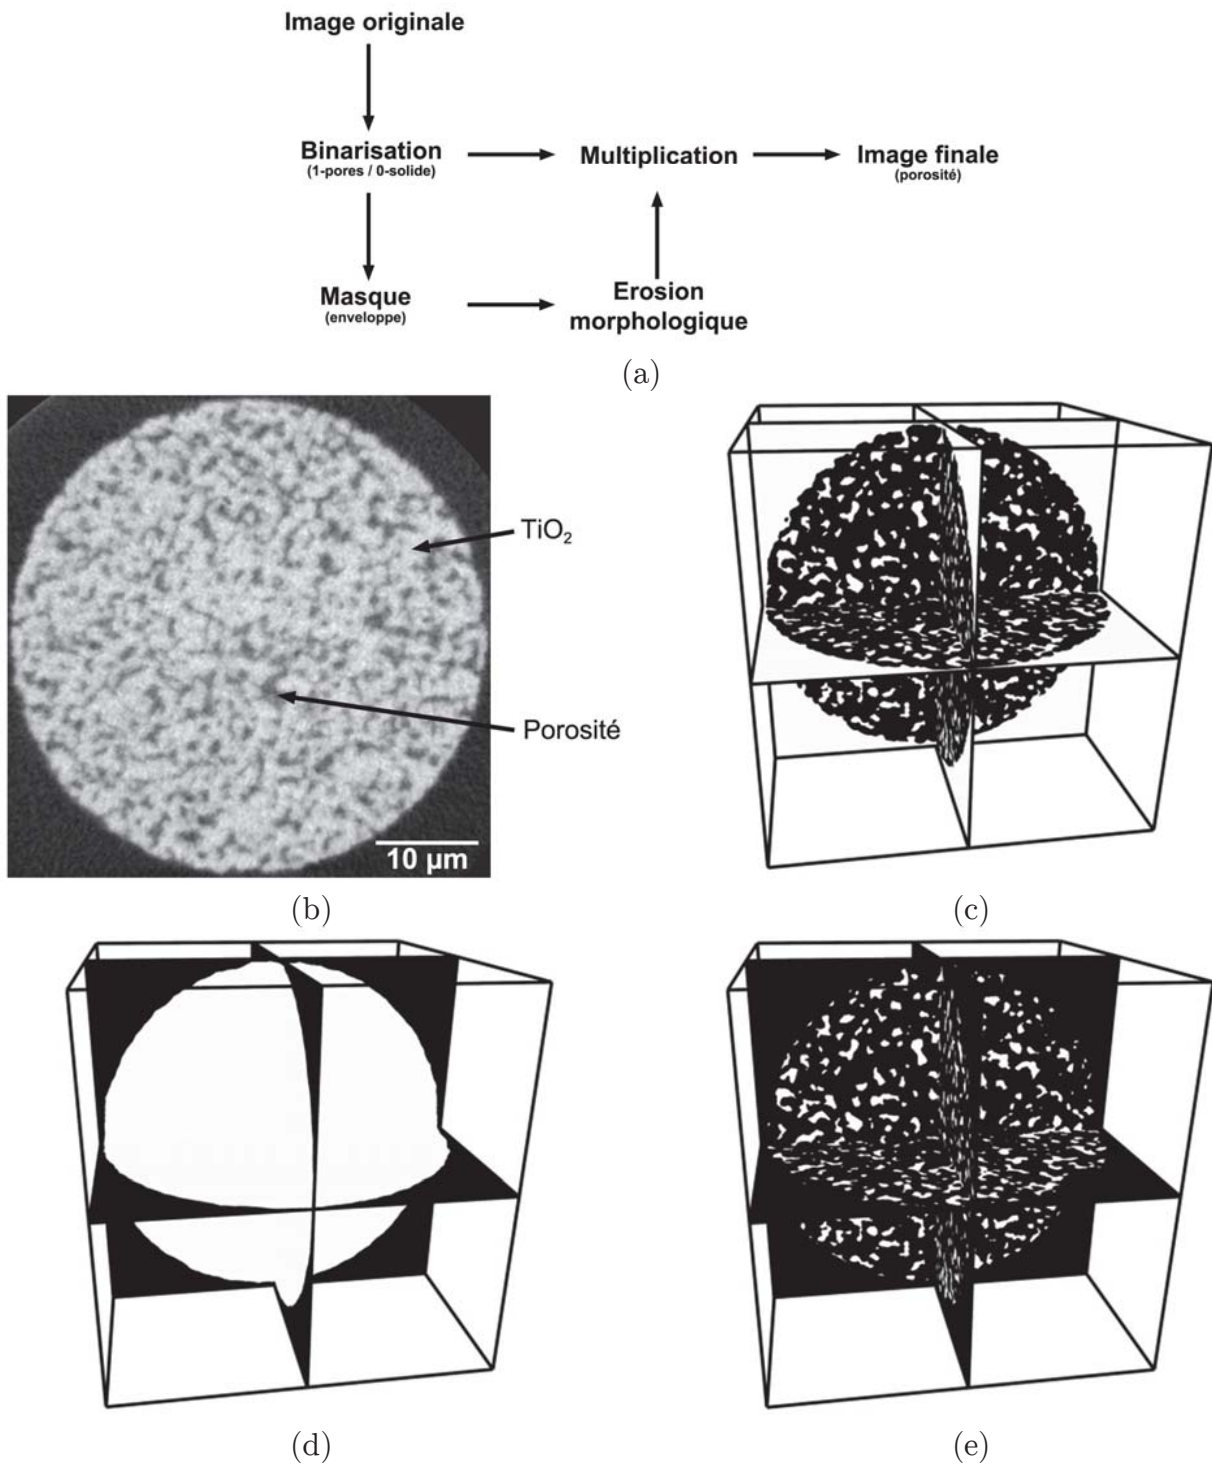 Image originale
Binarisation
(1-pores / 0-solide)
Multiplication
Image finale
(porosité)
Masque
(enveloppe)
Erosion
morphologique
(a)
TiO₂
Porosité
10 µm
(b)
(c)
(d)
(e)